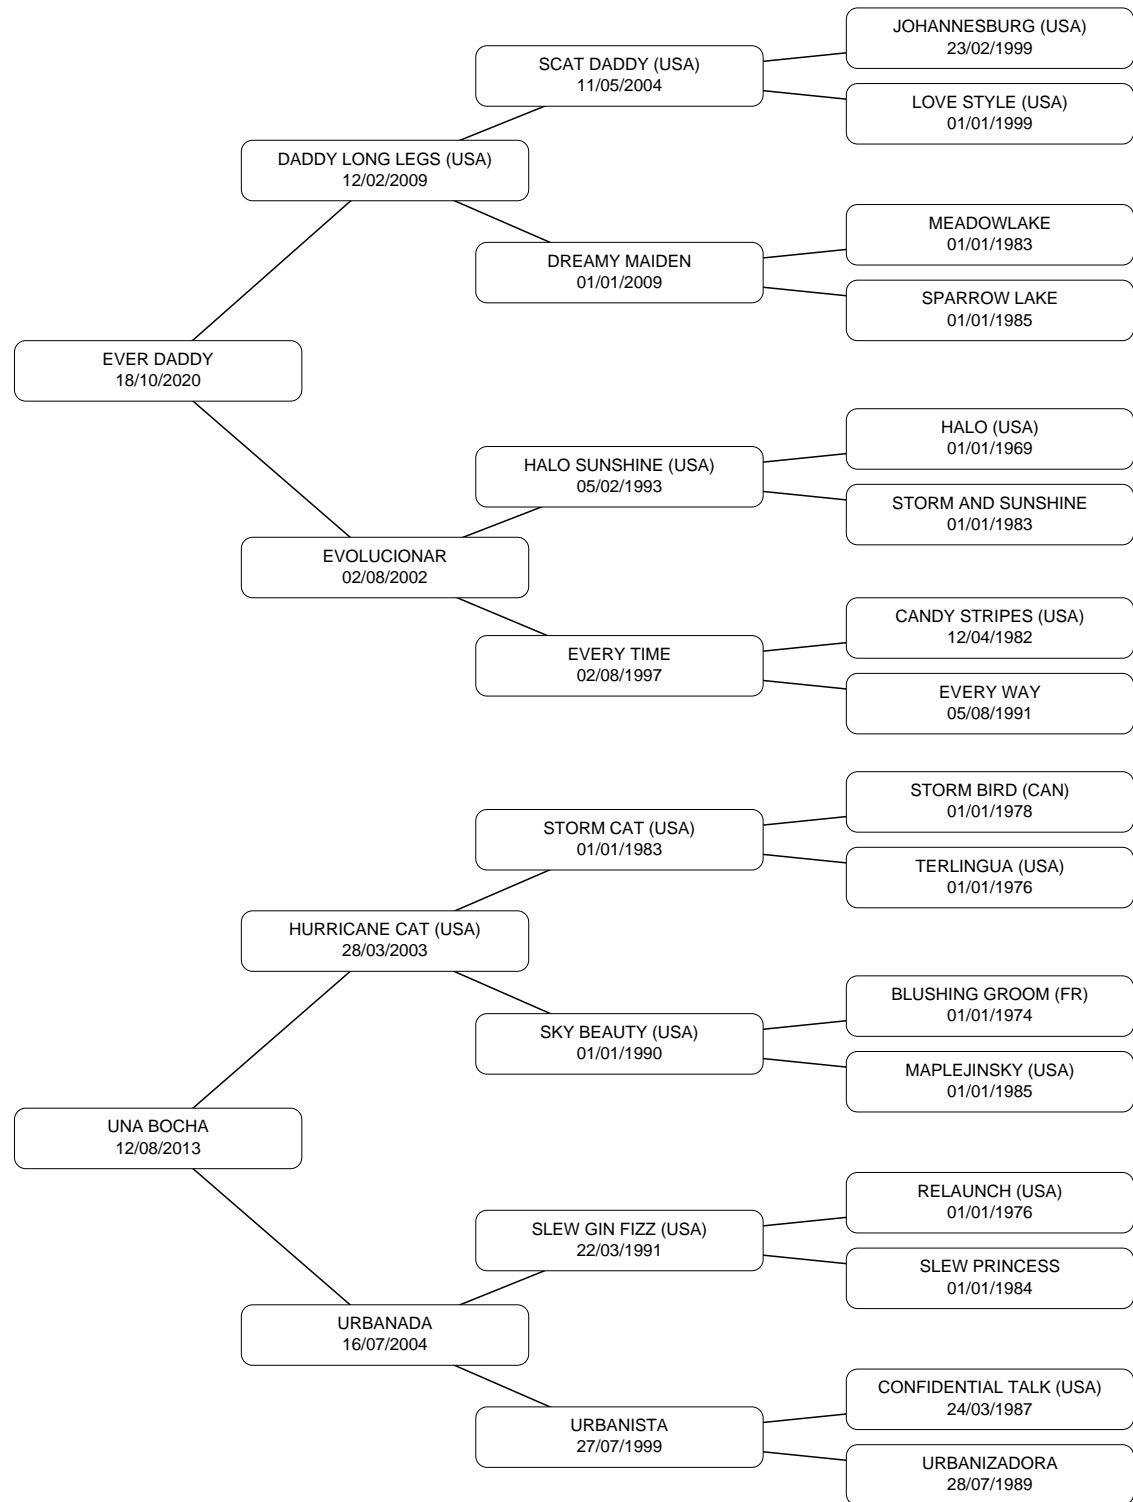 JOHANNESBURG (USA)
23/02/1999
SCAT DADDY (USA)
11/05/2004
LOVE STYLE (USA)
01/01/1999
DADDY LONG LEGS (USA)
12/02/2009
MEADOWLAKE
01/01/1983
DREAMY MAIDEN
01/01/2009
SPARROW LAKE
01/01/1985
EVER DADDY
18/10/2020
HALO (USA)
01/01/1969
HALO SUNSHINE (USA)
05/02/1993
STORM AND SUNSHINE
01/01/1983
EVOLUCIONAR
02/08/2002
CANDY STRIPES (USA)
12/04/1982
EVERY TIME
02/08/1997
EVERY WAY
05/08/1991
STORM BIRD (CAN)
01/01/1978
STORM CAT (USA)
01/01/1983
TERLINGUA (USA)
01/01/1976
HURRICANE CAT (USA)
28/03/2003
BLUSHING GROOM (FR)
01/01/1974
SKY BEAUTY (USA)
01/01/1990
MAPLEJINSKY (USA)
01/01/1985
UNA BOCHA
12/08/2013
RELAUNCH (USA)
01/01/1976
SLEW GIN FIZZ (USA)
22/03/1991
SLEW PRINCESS
01/01/1984
URBANADA
16/07/2004
CONFIDENTIAL TALK (USA)
24/03/1987
URBANISTA
27/07/1999
URBANIZADORA
28/07/1989